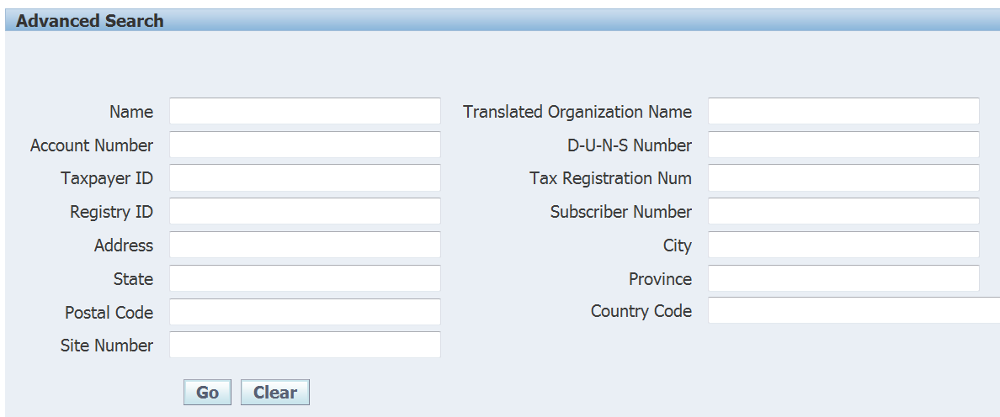 Advanced Search
Name Translated Organization Name
Account Number D-U-N-S Number
Taxpayer ID Tax Registration Num
Registry ID Subscriber Number
Address City
State Province
Postal Code Country Code
Site Number
Go Clear